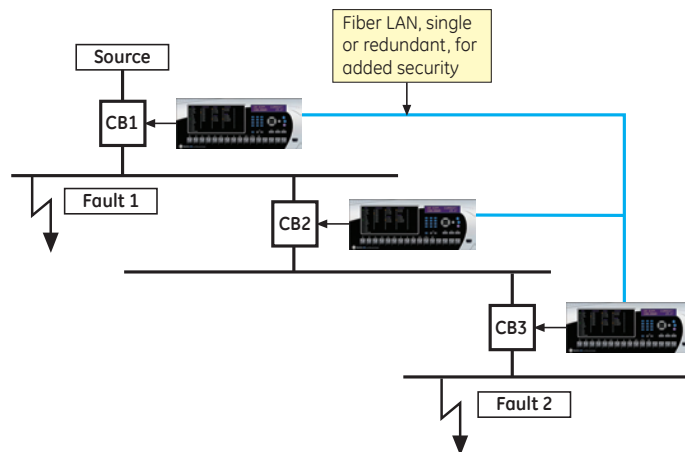 Fiber LAN, single
or redundant, for
added security
Source
CB1
Fault 1
CB2
CB3
Fault 2